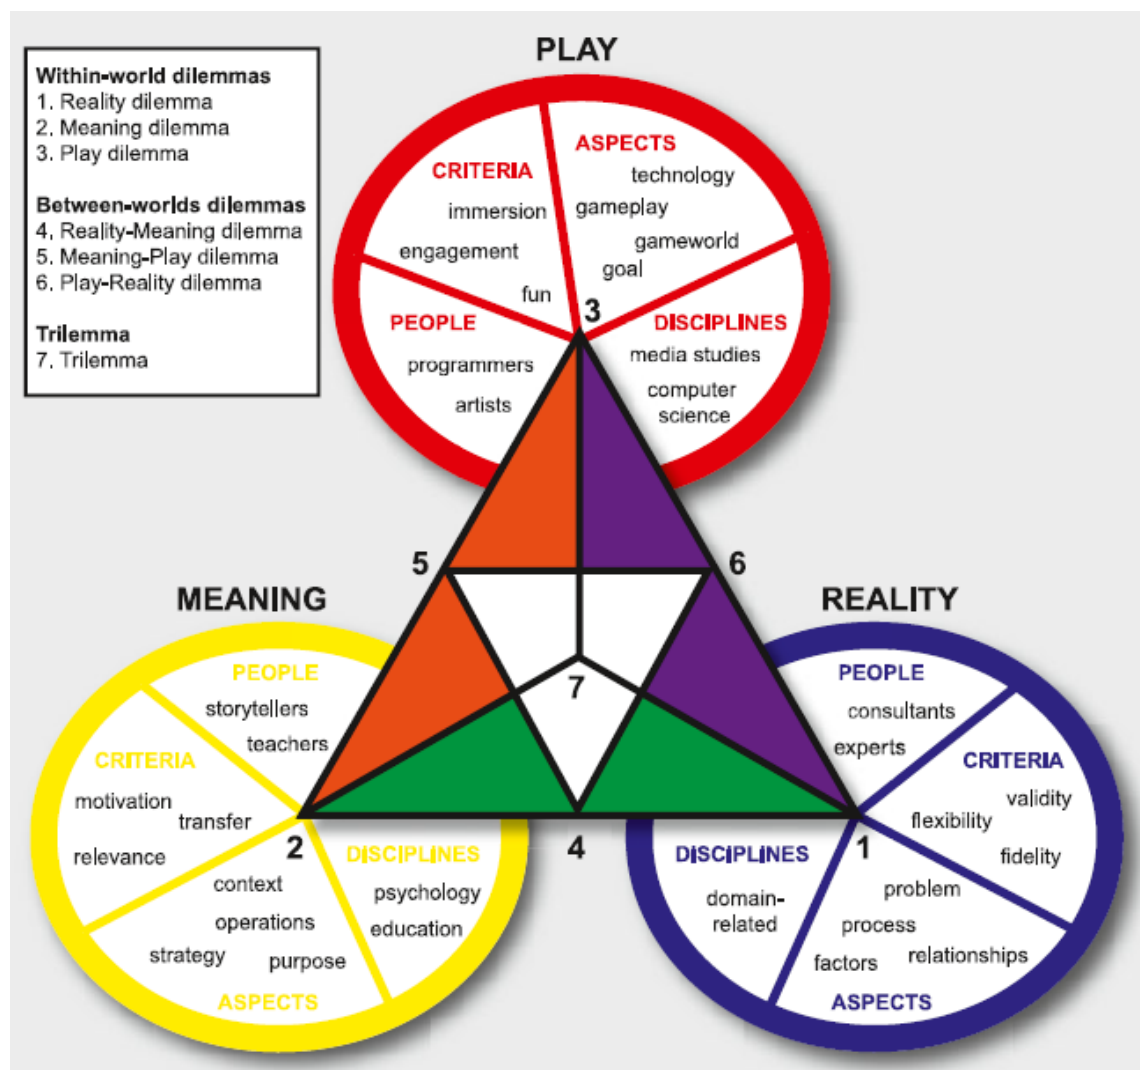 PLAY
Within-world dilemmas
1. Reality dilemma
2. Meaning dilemma
3. Play dilemma
Between-worlds dilemmas
4. Reality-Meaning dilemma
5. Meaning-Play dilemma
6. Play-Reality dilemma
Trilemma
7. Trilemma
CRITERIA
immersion
engagement
fun
ASPECTS
technology
gameplay
gameworld
goal
PEOPLE
programmers
artists
DISCIPLINES
media studies
computer
science
3
5
6
7
2
4
1
MEANING
PEOPLE
storytellers
teachers
CRITERIA
motivation
transfer
relevance
DISCIPLINES
psychology
education
context
operations
strategy
purpose
ASPECTS
REALITY
PEOPLE
consultants
experts
CRITERIA
validity
flexibility
fidelity
DISCIPLINES
domain-
related
problem
process
relationships
factors
ASPECTS